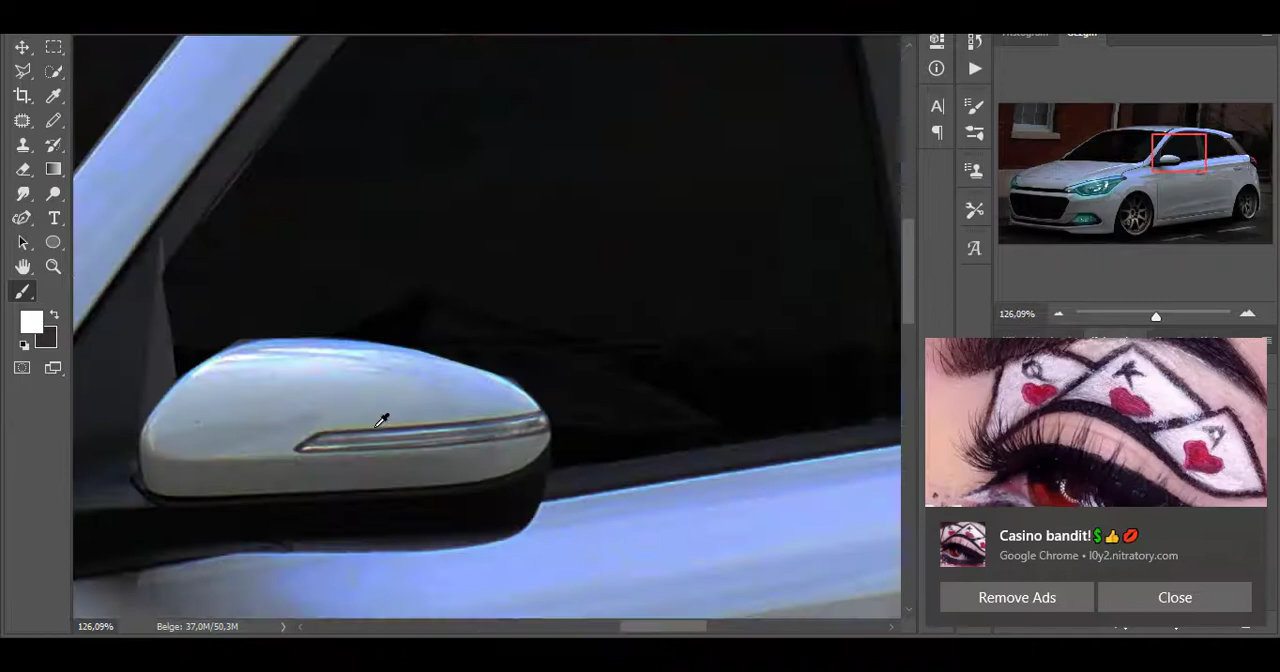 126,09%
Casino bandit!💲👍💋
Google Chrome • l0y2.nitratory.com
Remove Ads
Close
126,09%
Belge: 37,0M/50,3M